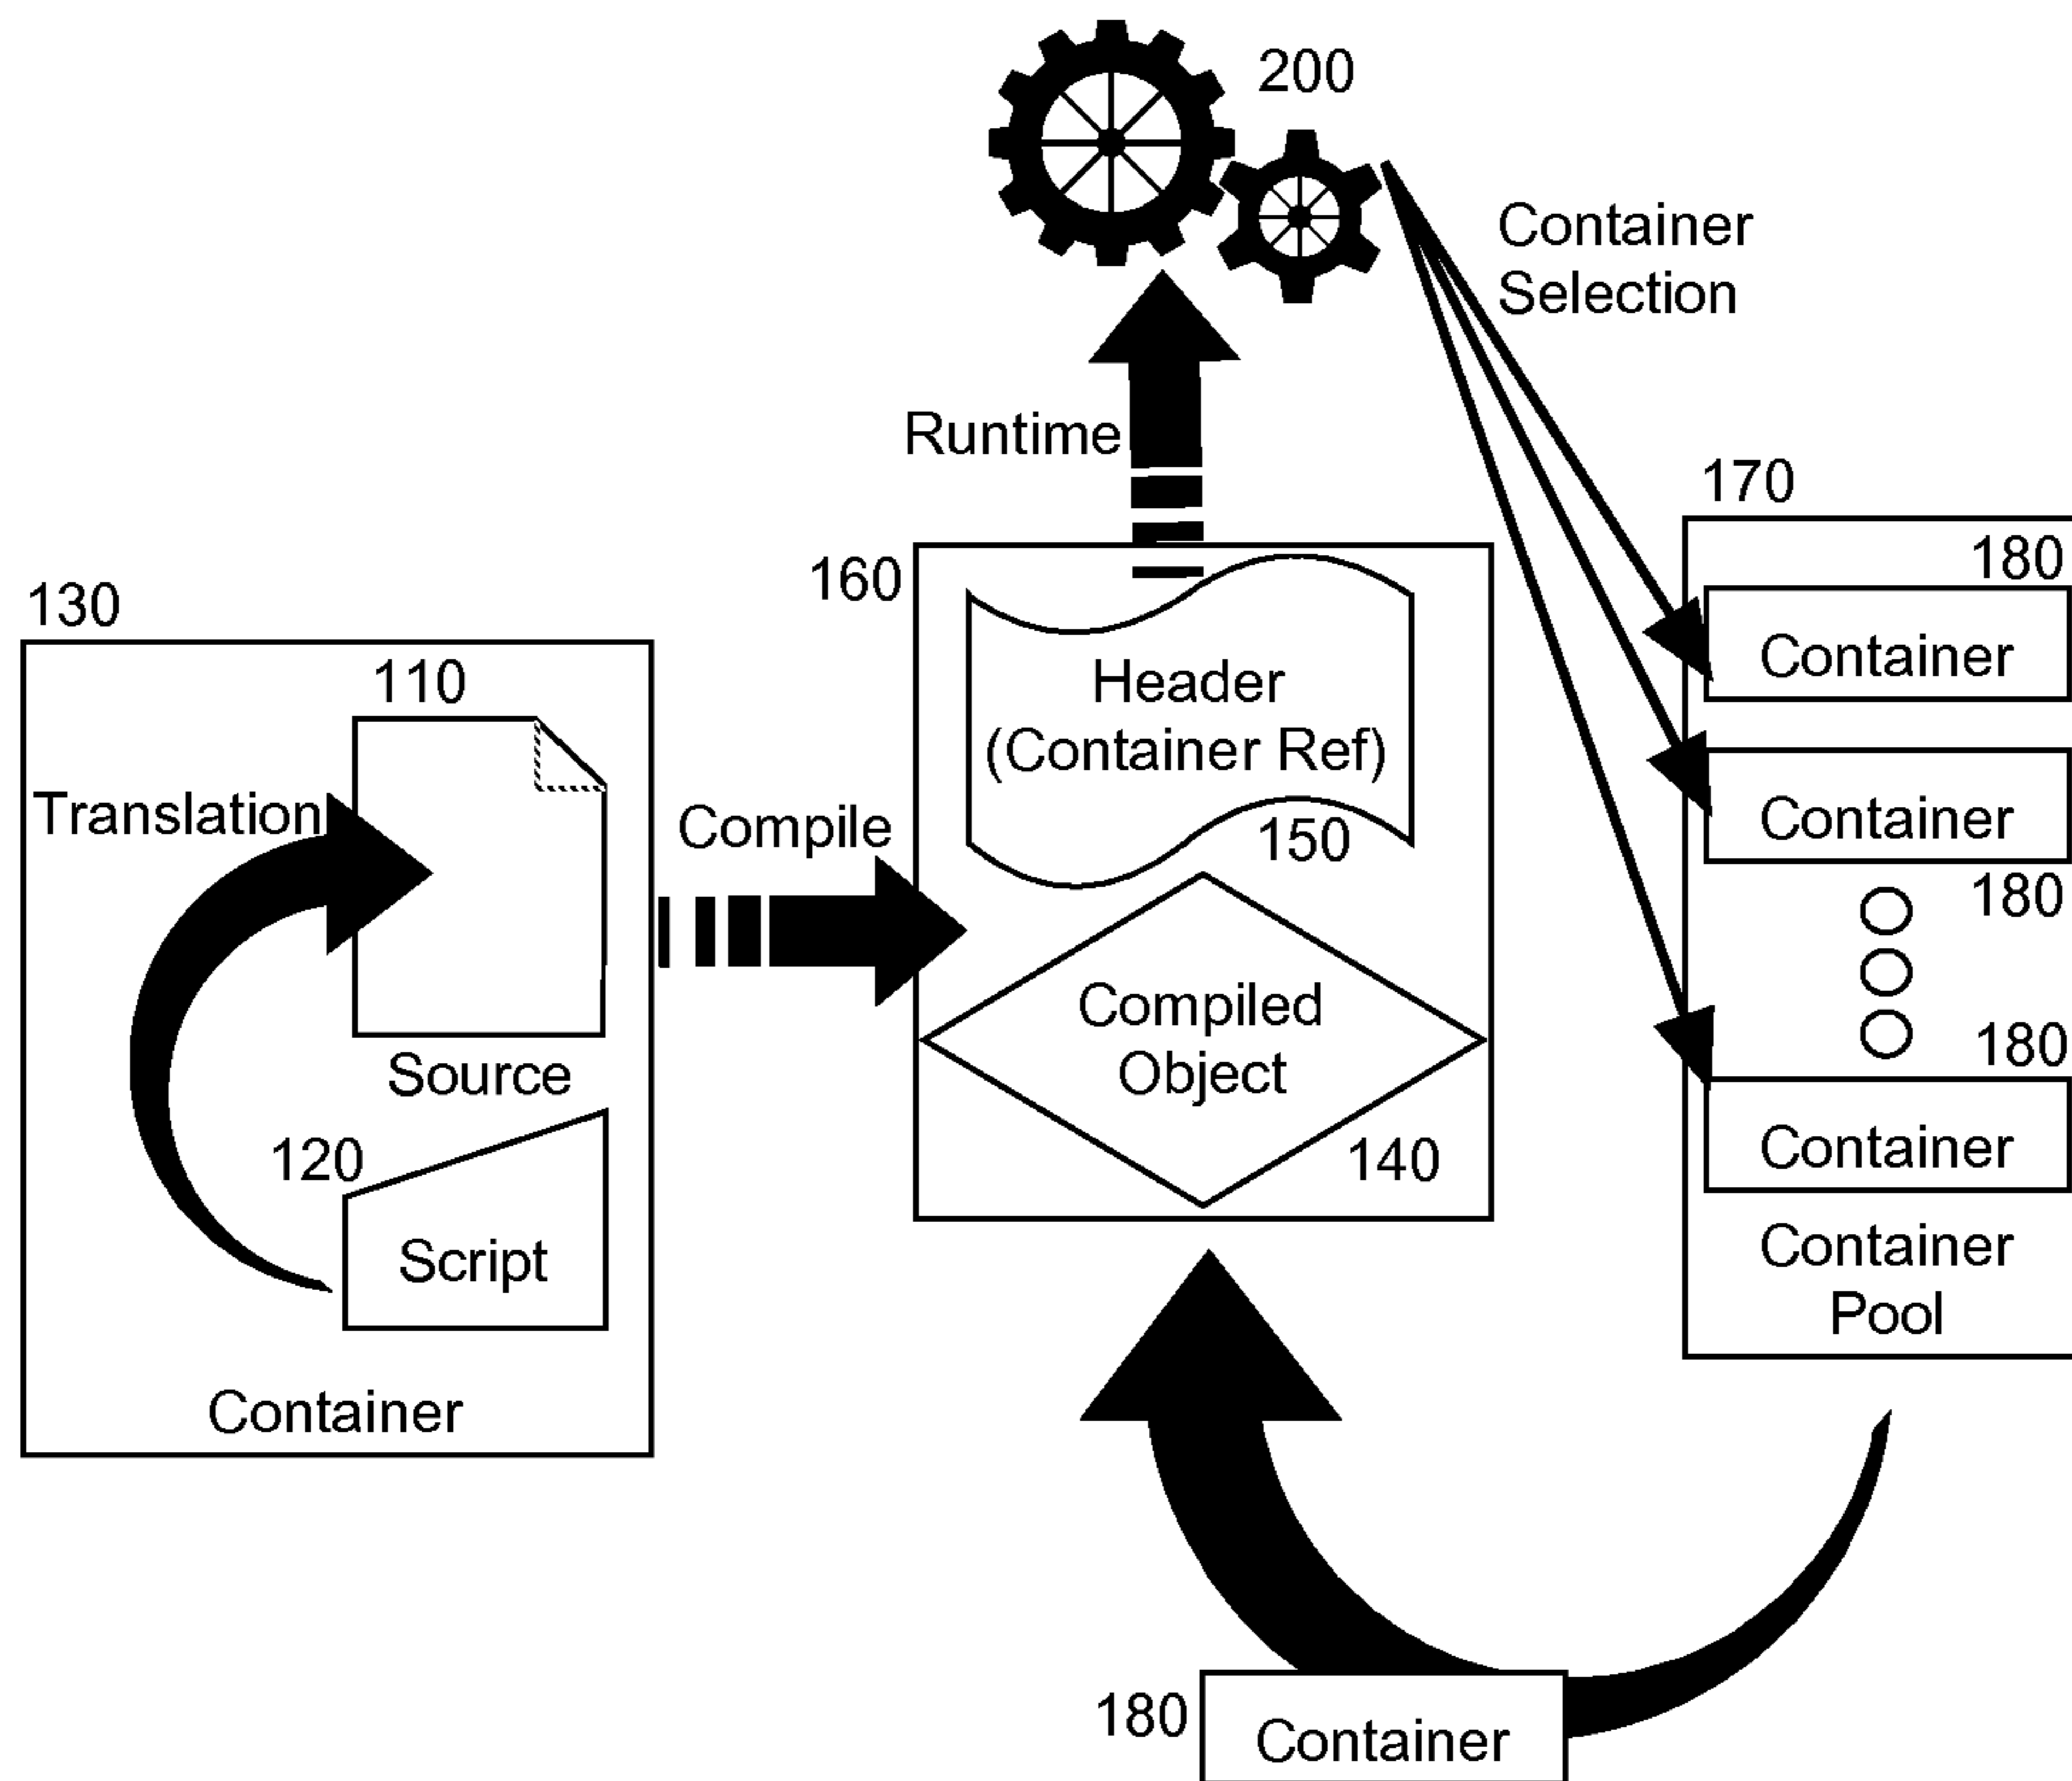 200
Container
Selection
Runtime
170
180
160
130
Container
110
Header
(Container Ref)
Translation
Compile
Container
150
180
Compiled
Object
180
Source
120
140
Container
Script
Container
Pool
Container
180
Container